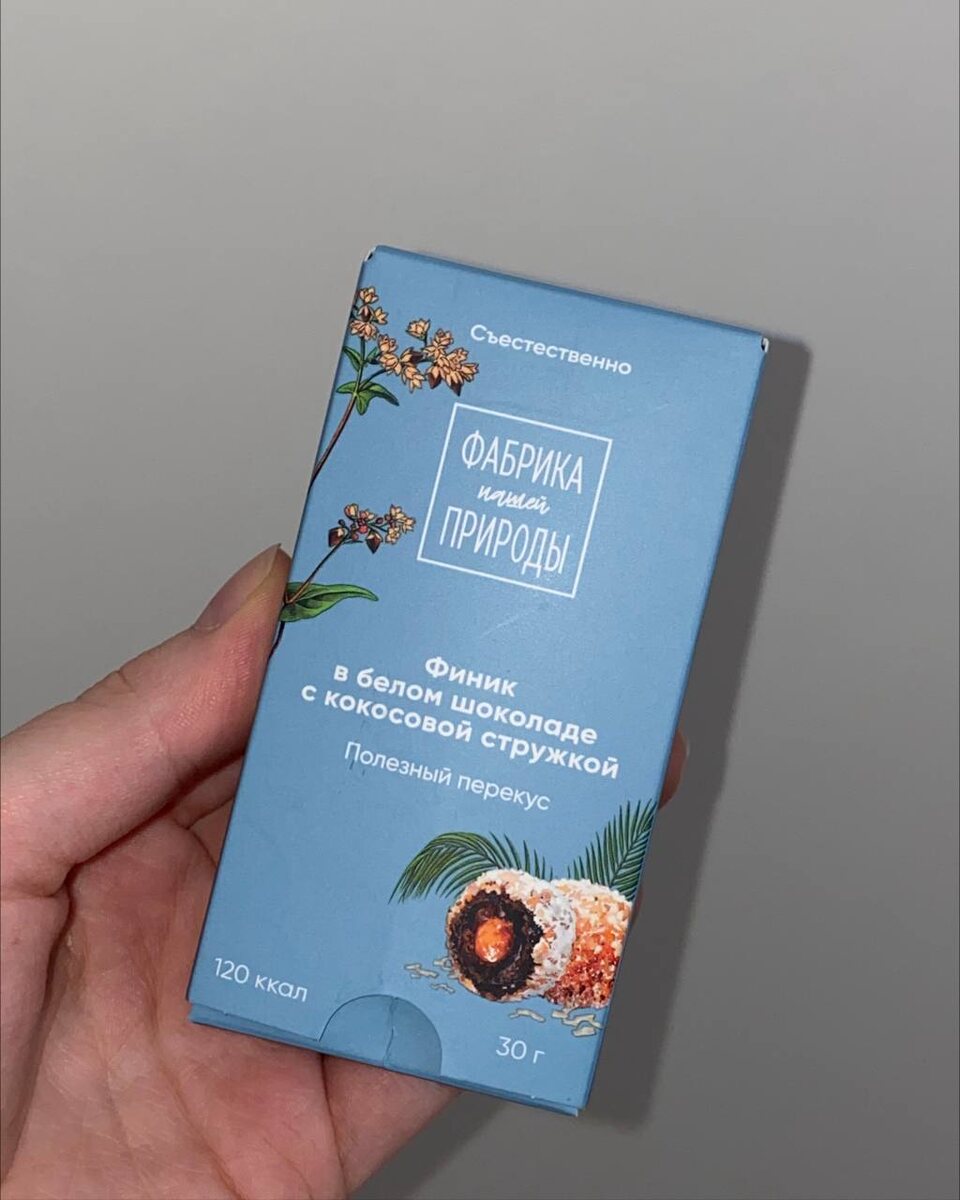 Съестественно
ФАБРИКА
нашей
ПРИРОДЫ
Финик
в белом шоколаде
с кокосовой стружкой
Полезный перекус
120 ккал
30 г